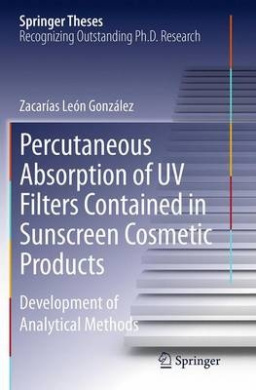 Springer Theses
Recognizing Outstanding Ph.D. Research
Zacarías León González
Percutaneous
Absorption of UV
Filters Contained in
Sunscreen Cosmetic
Products
Development of
Analytical Methods
Springer